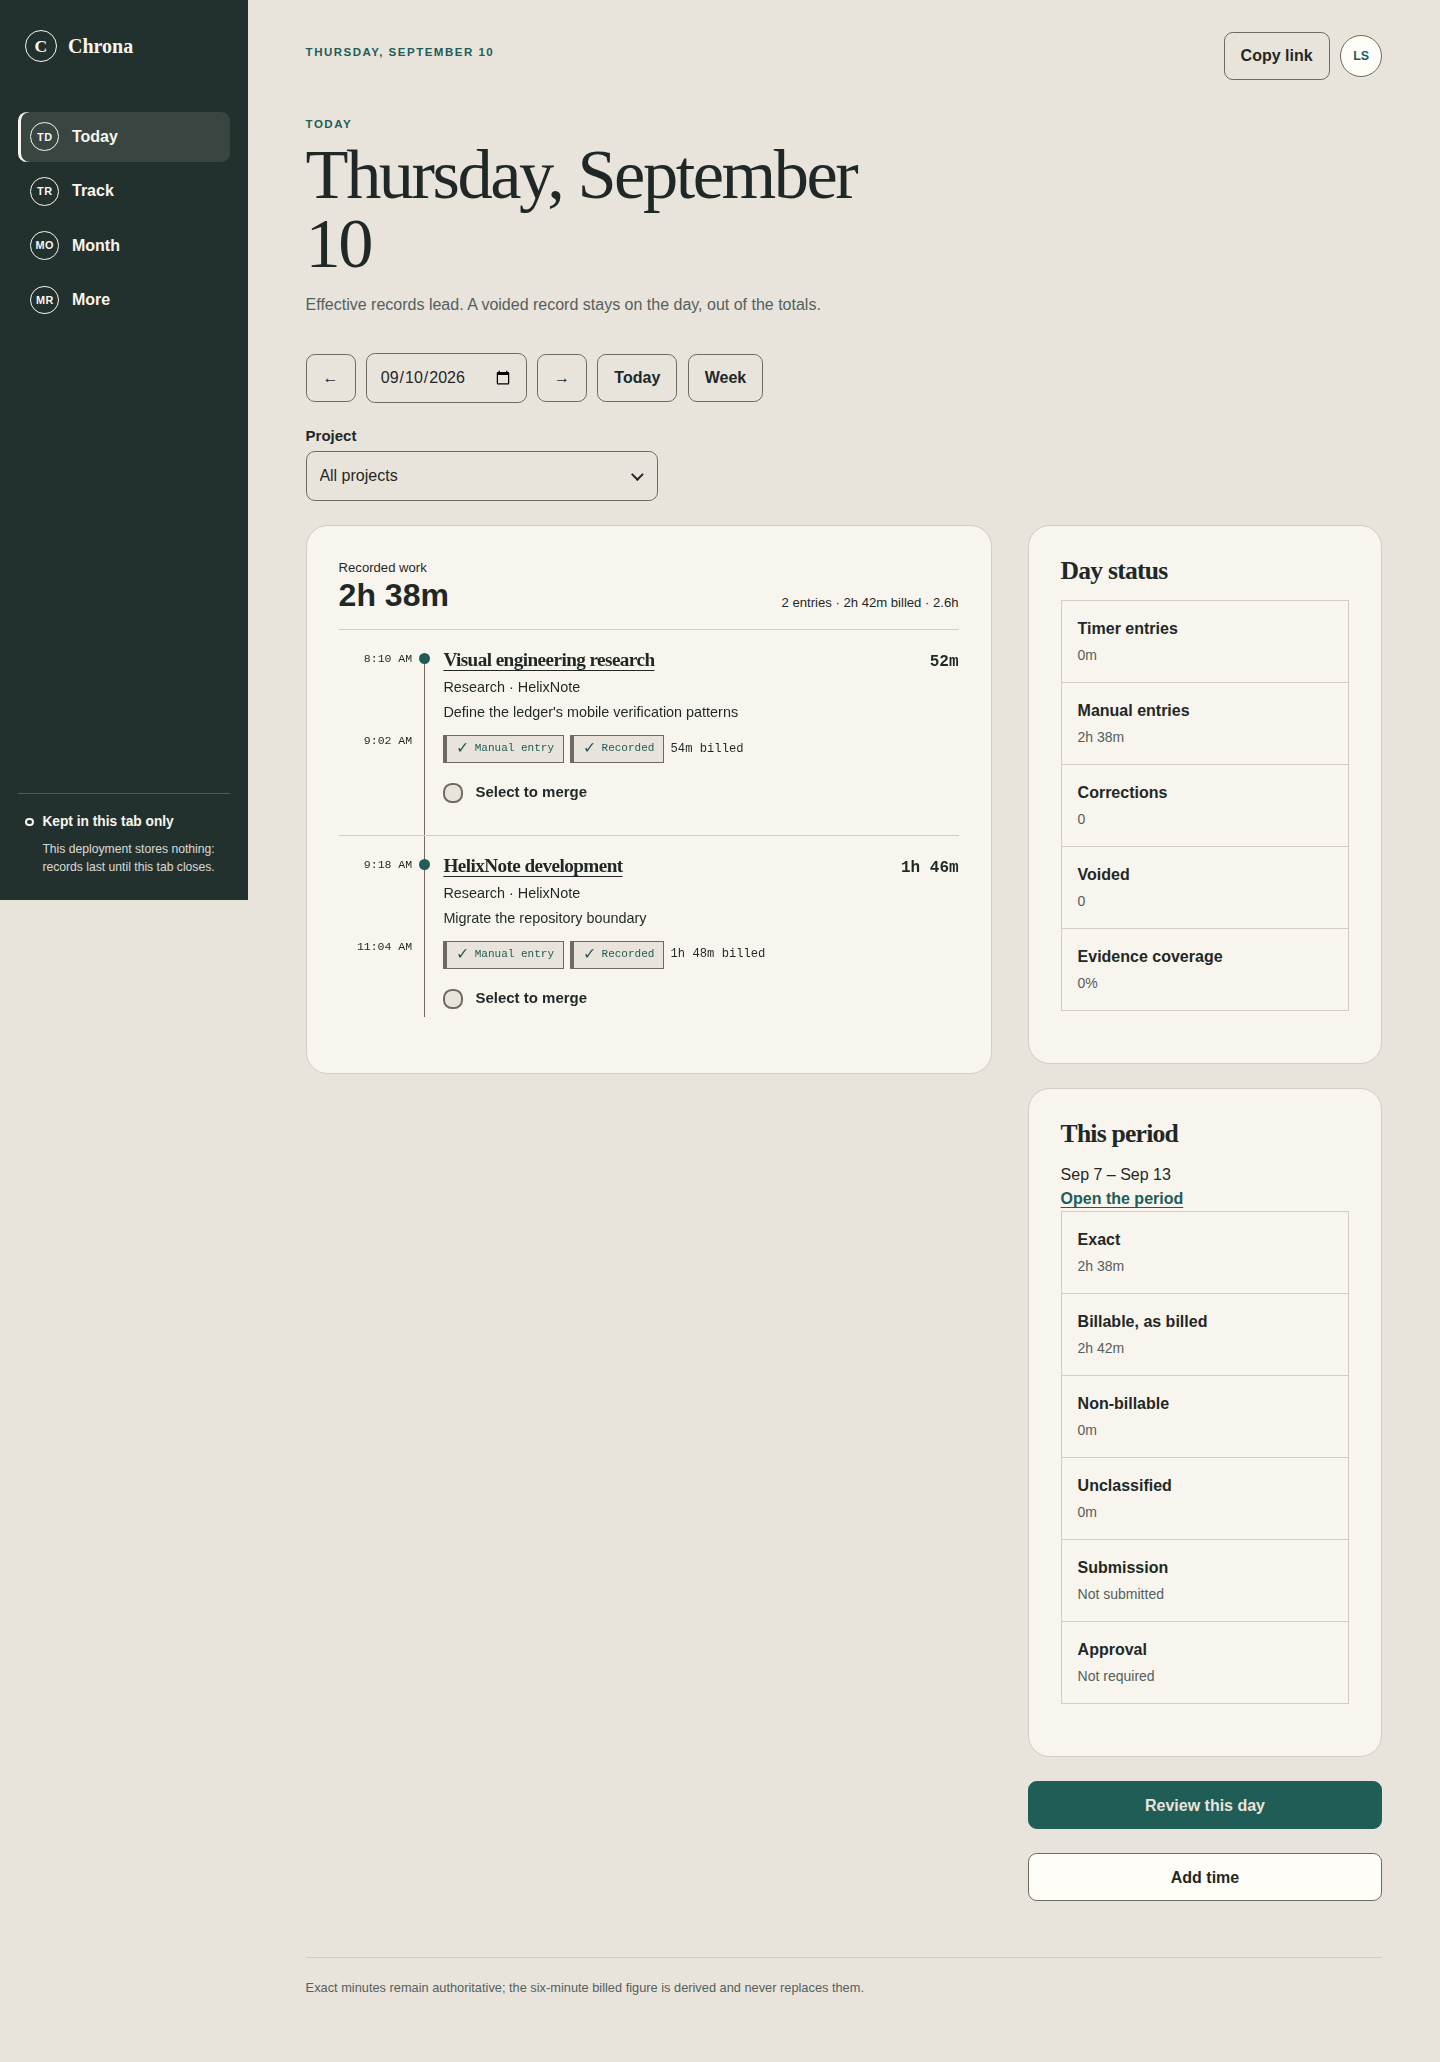 C Chrona
TD Today
TR Track
MO Month
MR More
Kept in this tab only
This deployment stores nothing:
records last until this tab closes.
THURSDAY, SEPTEMBER 10
Copy link
LS
TODAY
Thursday, September
10
Effective records lead. A voided record stays on the day, out of the totals.
←
09/10/2026
→
Today
Week
Project
All projects
Recorded work
2h 38m
2 entries · 2h 42m billed · 2.6h
8:10 AM
Visual engineering research
52m
Research · HelixNote
Define the ledger's mobile verification patterns
9:02 AM
✓ Manual entry
✓ Recorded
54m billed
Select to merge
9:18 AM
HelixNote development
1h 46m
Research · HelixNote
Migrate the repository boundary
11:04 AM
✓ Manual entry
✓ Recorded
1h 48m billed
Select to merge
Day status
Timer entries
0m
Manual entries
2h 38m
Corrections
0
Voided
0
Evidence coverage
0%
This period
Sep 7 – Sep 13
Open the period
Exact
2h 38m
Billable, as billed
2h 42m
Non-billable
0m
Unclassified
0m
Submission
Not submitted
Approval
Not required
Review this day
Add time
Exact minutes remain authoritative; the six-minute billed figure is derived and never replaces them.